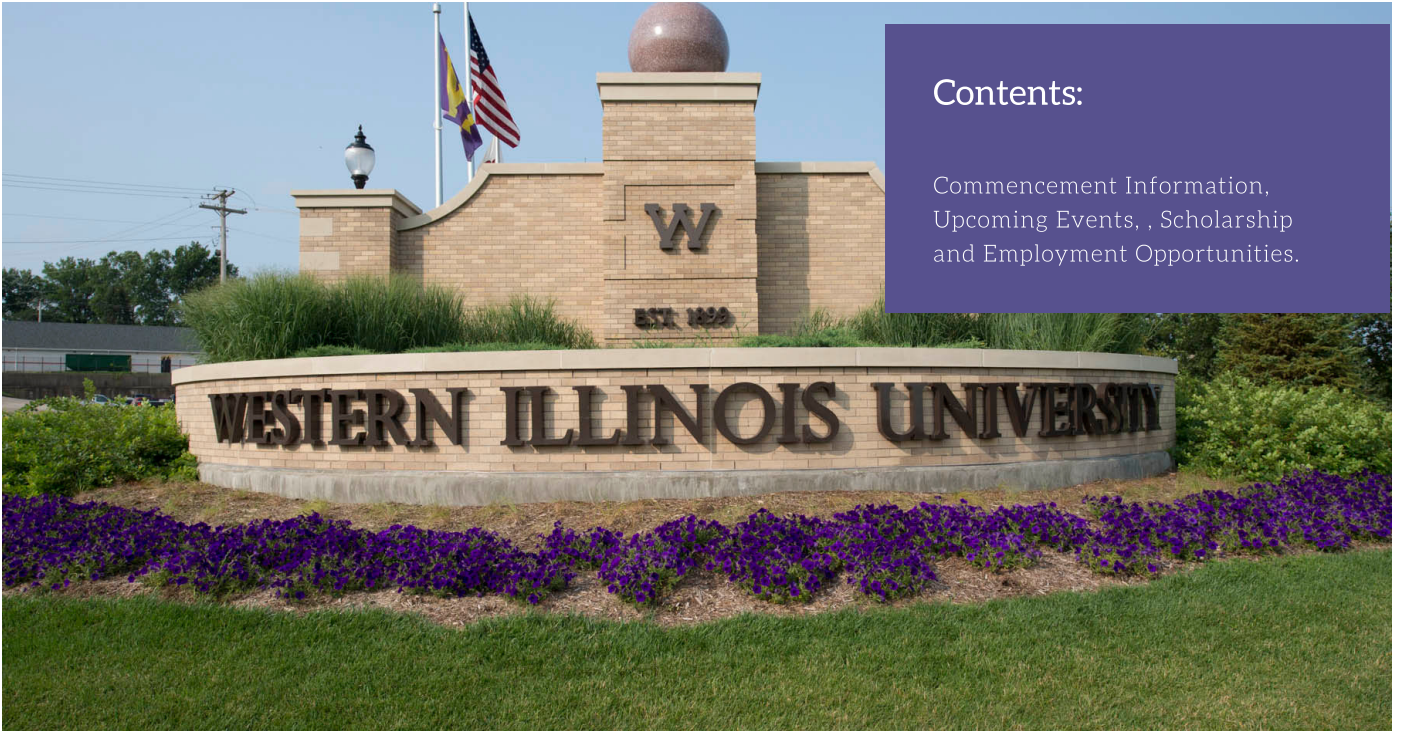 Contents:
Commencement Information,
Upcoming Events, , Scholarship
and Employment Opportunities.
W
EST. 1899
WESTERN ILLINOIS UNIVERSITY